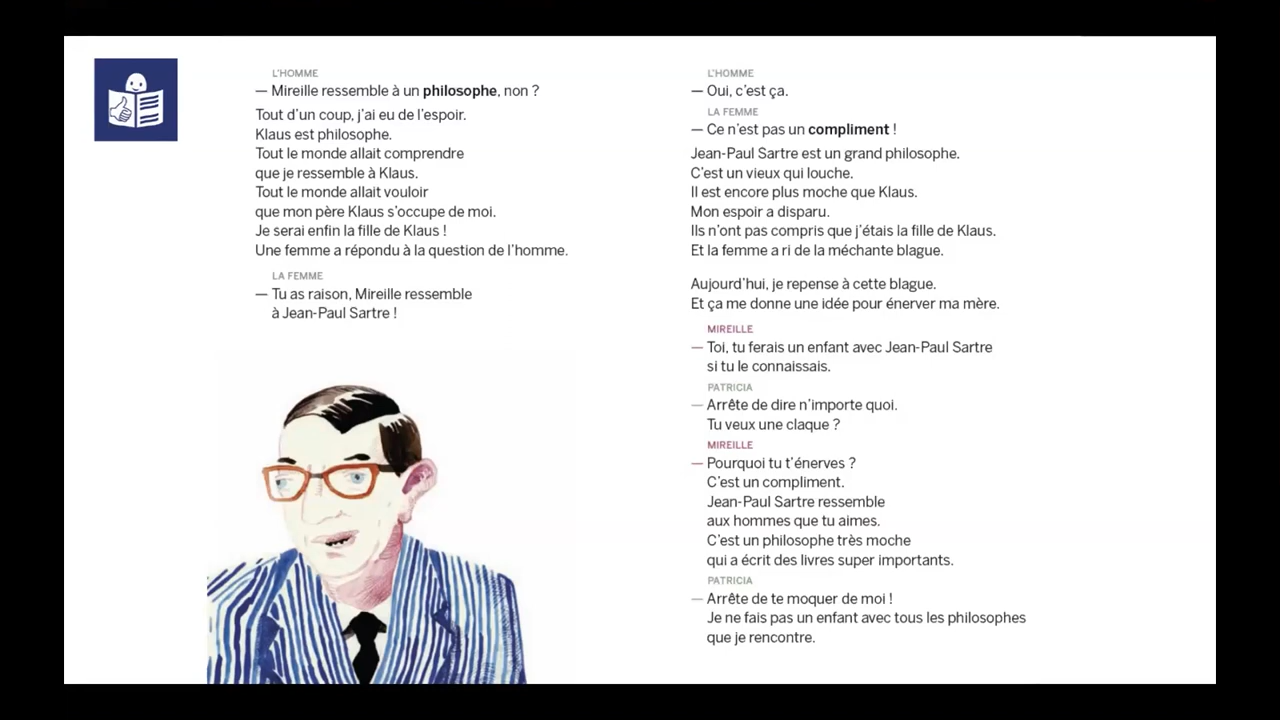 L'HOMME
— Mireille ressemble à un philosophe, non ?
Tout d'un coup, j'ai eu de l'espoir.
Klaus est philosophe.
Tout le monde allait comprendre
que je ressemble à Klaus.
Tout le monde allait vouloir
que mon père Klaus s'occupe de moi.
Je serai enfin la fille de Klaus !
Une femme a répondu à la question de l'homme.
LA FEMME
— Tu as raison, Mireille ressemble
à Jean-Paul Sartre !
L'HOMME
— Oui, c'est ça.
LA FEMME
— Ce n'est pas un compliment !
Jean-Paul Sartre est un grand philosophe.
C'est un vieux qui louche.
Il est encore plus moche que Klaus.
Mon espoir a disparu.
Ils n'ont pas compris que j'étais la fille de Klaus.
Et la femme a ri de la méchante blague.
Aujourd'hui, je repense à cette blague.
Et ça me donne une idée pour énerver ma mère.
MIREILLE
— Toi, tu ferais un enfant avec Jean-Paul Sartre
si tu le connaissais.
PATRICIA
— Arrête de dire n'importe quoi.
Tu veux une claque ?
MIREILLE
— Pourquoi tu t'énerves ?
C'est un compliment.
Jean-Paul Sartre ressemble
aux hommes que tu aimes.
C'est un philosophe très moche
qui a écrit des livres super importants.
PATRICIA
— Arrête de te moquer de moi !
Je ne fais pas un enfant avec tous les philosophes
que je rencontre.